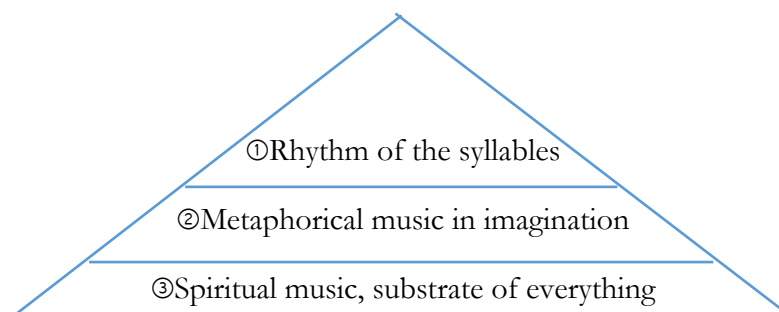 ①Rhythm of the syllables
②Metaphorical music in imagination
③Spiritual music, substrate of everything